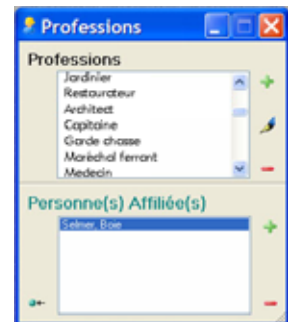 Professions
Professions
Jardinier
Restaurateur
Architect
Capitaine
Garde chasse
Maréchal ferrant
Medecin
Personne(s) Affiliée(s)
Selmer, Boie